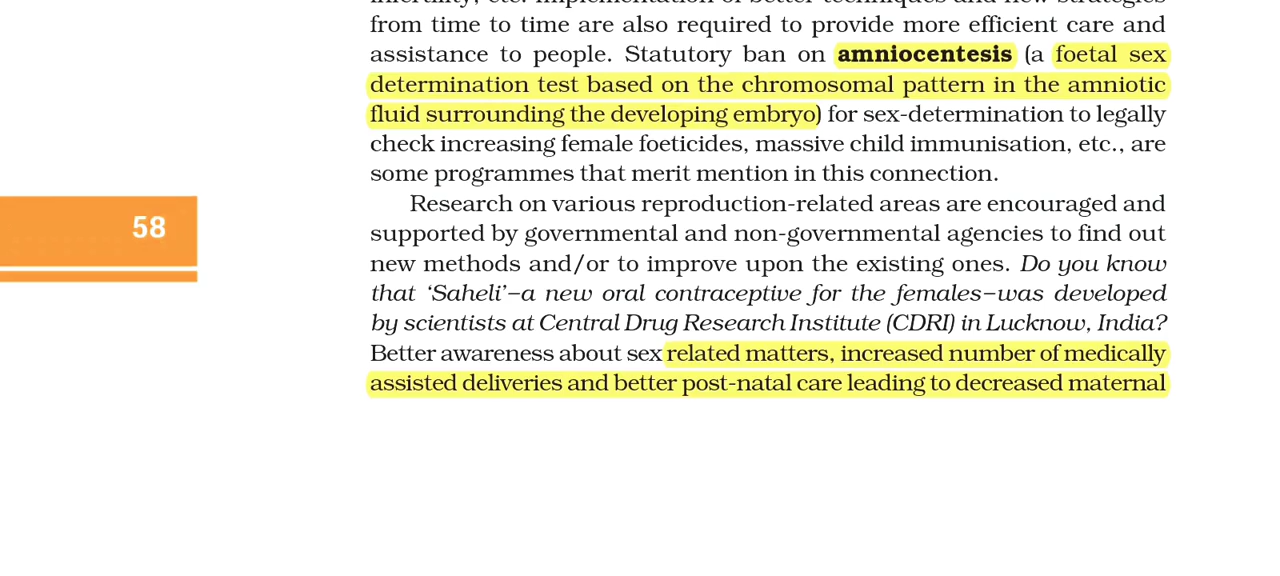 from time to time are also required to provide more efficient care and
assistance to people. Statutory ban on amniocentesis (a foetal sex
determination test based on the chromosomal pattern in the amniotic
fluid surrounding the developing embryo) for sex-determination to legally
check increasing female foeticides, massive child immunisation, etc., are
some programmes that merit mention in this connection.
58
Research on various reproduction-related areas are encouraged and
supported by governmental and non-governmental agencies to find out
new methods and/or to improve upon the existing ones. Do you know
that ‘Saheli’–a new oral contraceptive for the females–was developed
by scientists at Central Drug Research Institute (CDRI) in Lucknow, India?
Better awareness about sex related matters, increased number of medically
assisted deliveries and better post-natal care leading to decreased maternal